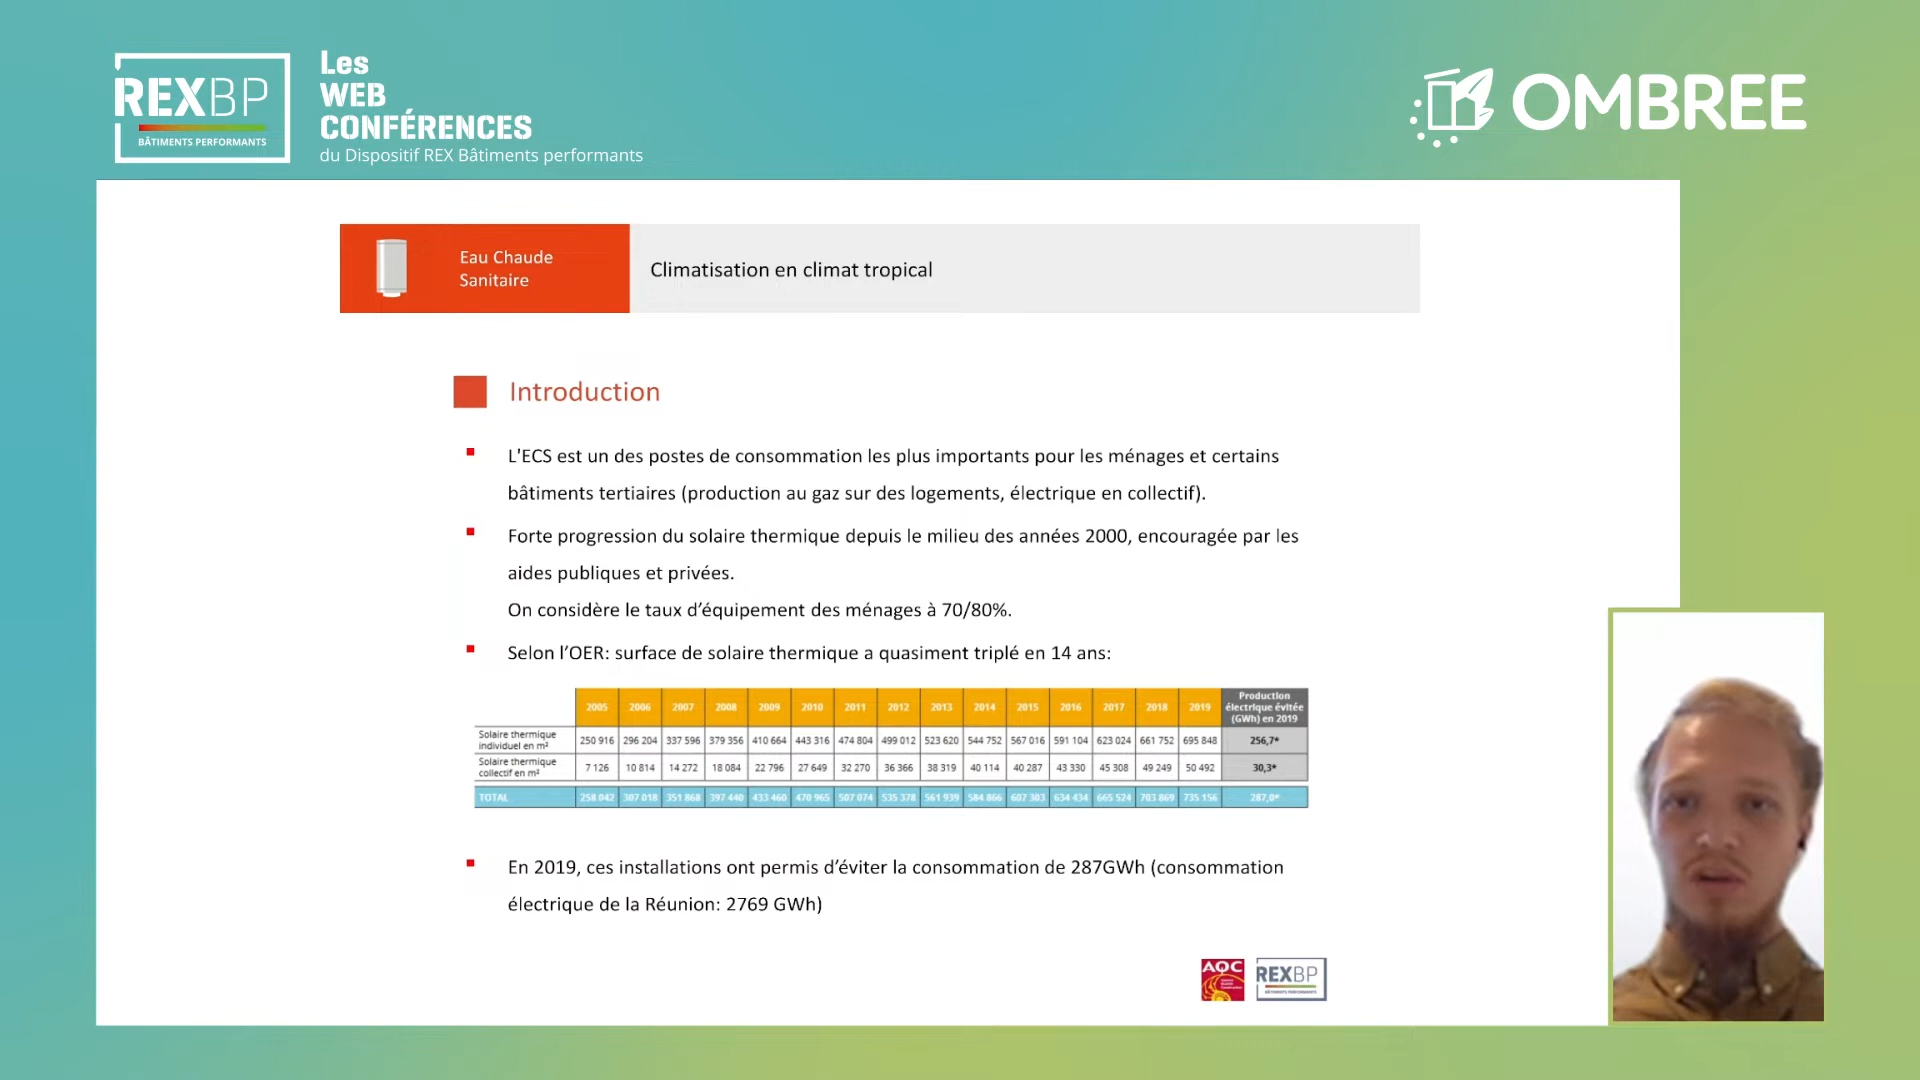 REXBP
BÂTIMENTS PERFORMANTS
Les
WEB
CONFÉRENCES
du Dispositif REX Bâtiments performants
OMBREE
Eau Chaude
Sanitaire
Climatisation en climat tropical
Introduction
L'ECS est un des postes de consommation les plus importants pour les ménages et certains
bâtiments tertiaires (production au gaz sur des logements, électrique en collectif).
Forte progression du solaire thermique depuis le milieu des années 2000, encouragée par les
aides publiques et privées.
On considère le taux d’équipement des ménages à 70/80%.
Selon l’OER: surface de solaire thermique a quasiment triplé en 14 ans:
2005 2006 2007 2008 2009 2010 2011 2012 2013 2014 2015 2016 2017 2018 2019 Production électrique évitée (GWh) en 2019
Solaire thermique individuel en m² 250 916 296 204 337 596 379 356 410 664 443 316 474 804 499 012 523 620 544 752 567 016 591 104 623 024 661 752 695 848 256,7*
Solaire thermique collectif en m² 7 126 10 814 14 272 18 084 22 796 27 649 32 270 36 366 38 319 40 114 40 287 43 330 45 308 49 249 50 492 30,3*
TOTAL 258 042 307 018 351 868 397 440 433 460 470 965 507 074 535 378 561 939 584 866 607 303 634 434 665 524 703 869 735 156 287,0*
En 2019, ces installations ont permis d’éviter la consommation de 287GWh (consommation
électrique de la Réunion: 2769 GWh)
AQC
REXBP
BÂTIMENTS PERFORMANTS